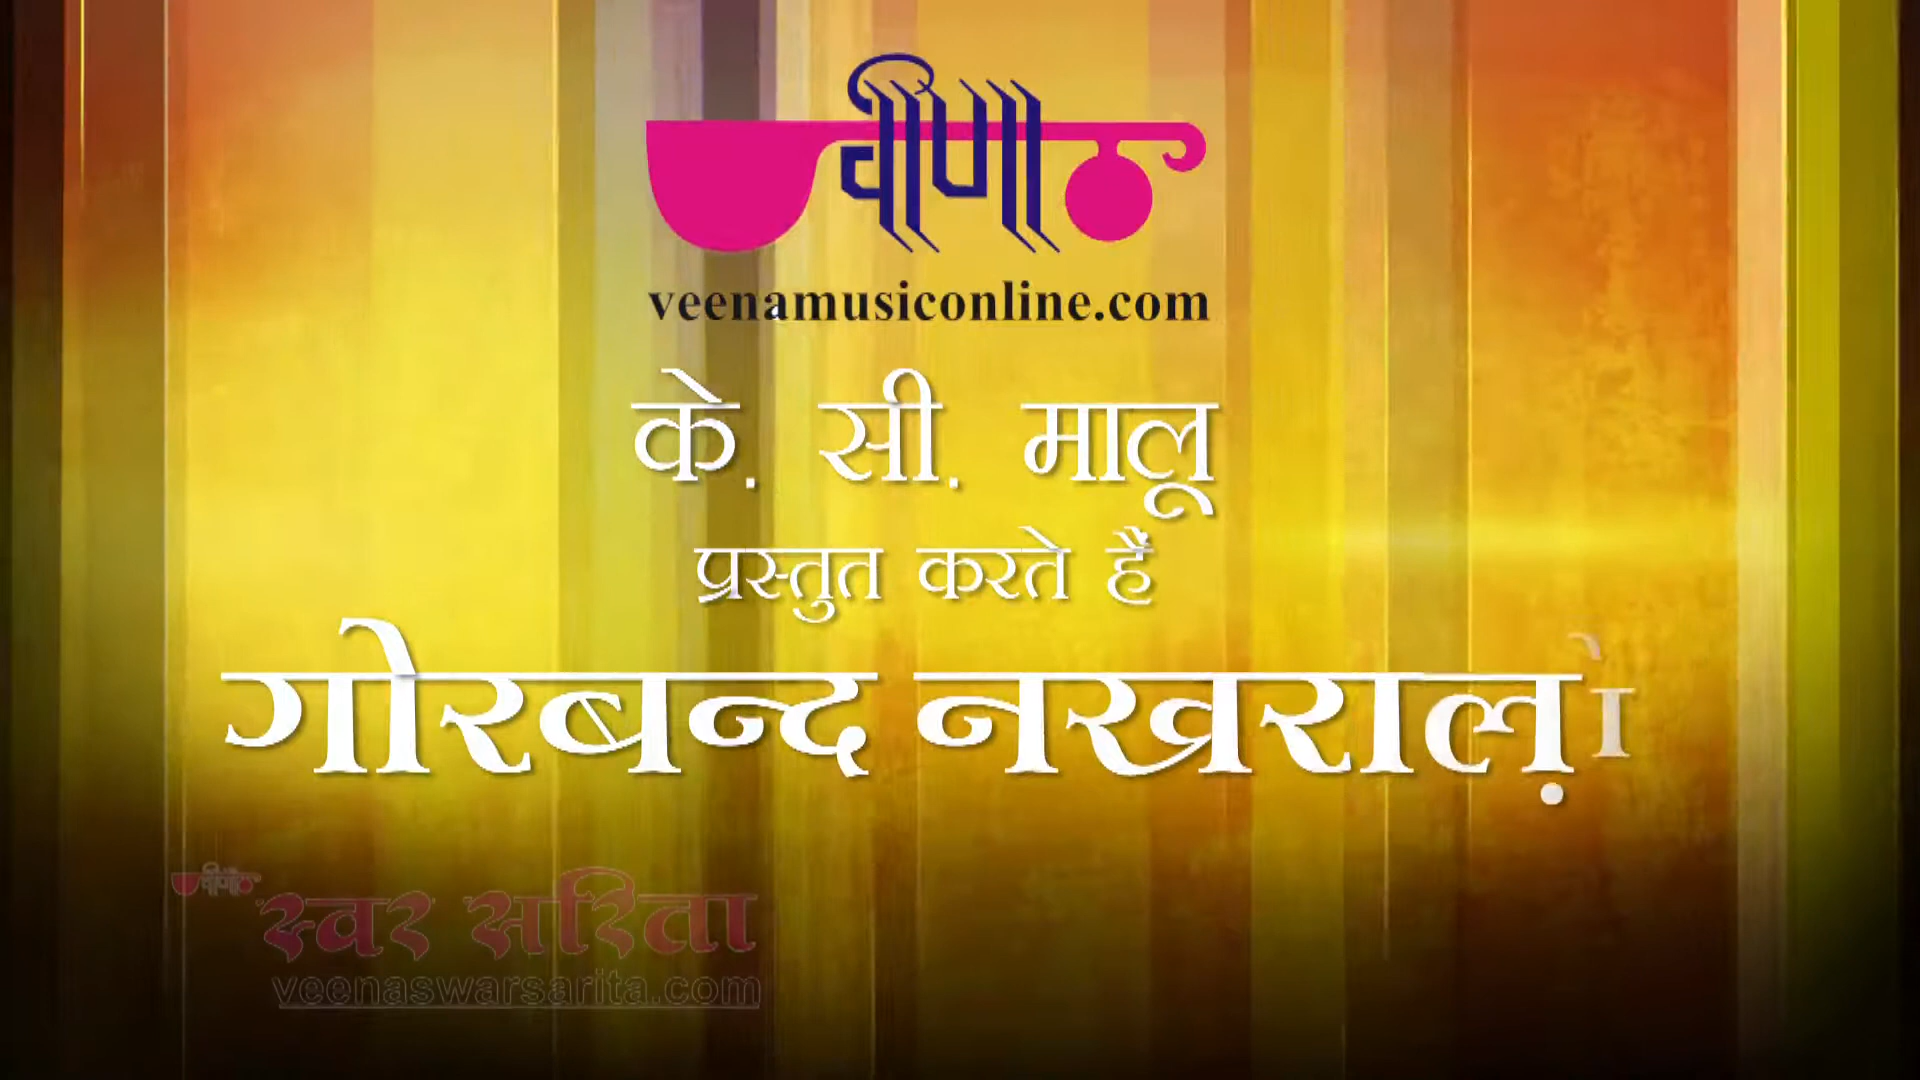 वीणा
veenamusiconline.com
के. सी. मालू
प्रस्तुत करते हैं
गोरबन्द नखराल़ो
वीणा
स्वर सरिता
veenaswarsarita.com